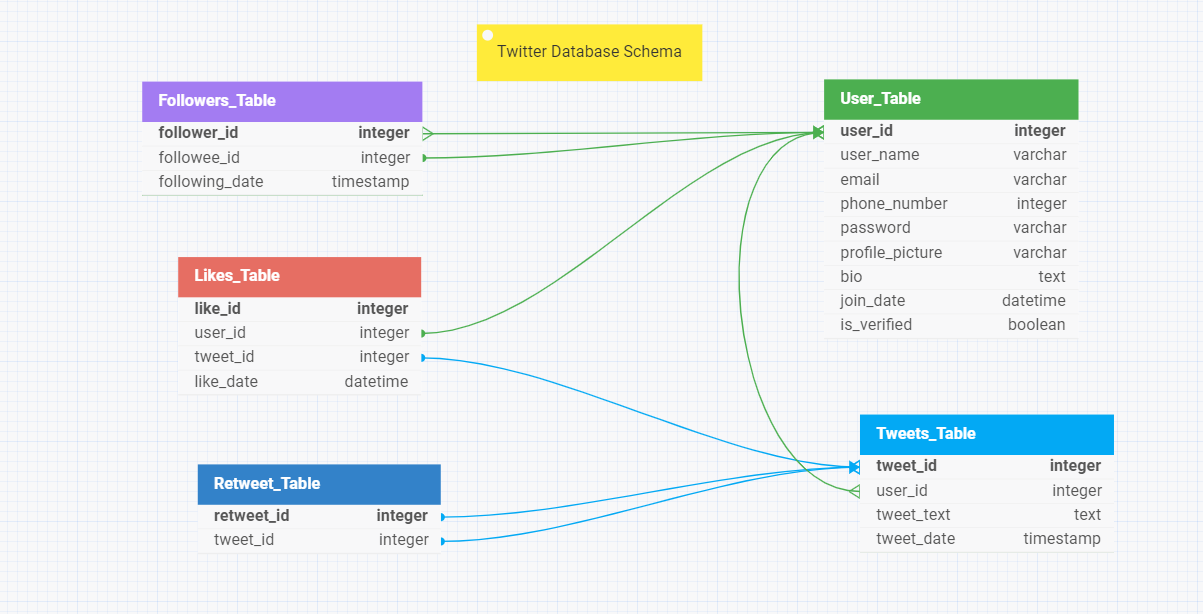 Twitter Database Schema
Followers_Table
follower_id integer
followee_id integer
following_date timestamp
User_Table
user_id integer
user_name varchar
email varchar
phone_number integer
password varchar
profile_picture varchar
bio text
join_date datetime
is_verified boolean
Likes_Table
like_id integer
user_id integer
tweet_id integer
like_date datetime
Tweets_Table
tweet_id integer
user_id integer
tweet_text text
tweet_date timestamp
Retweet_Table
retweet_id integer
tweet_id integer